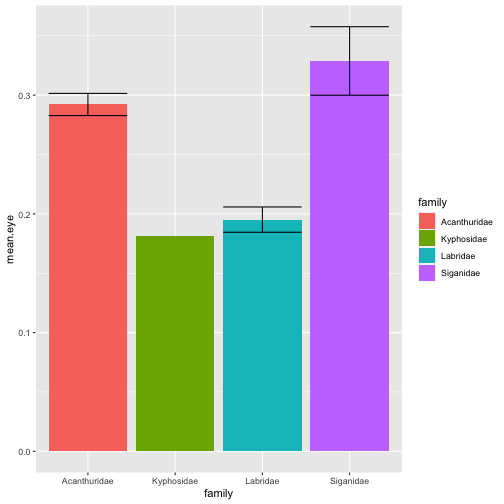 0.3
0.2
0.1
0.0
mean.eye
Acanthuridae Kyphosidae Labridae Siganidae
family
family
Acanthuridae
Kyphosidae
Labridae
Siganidae